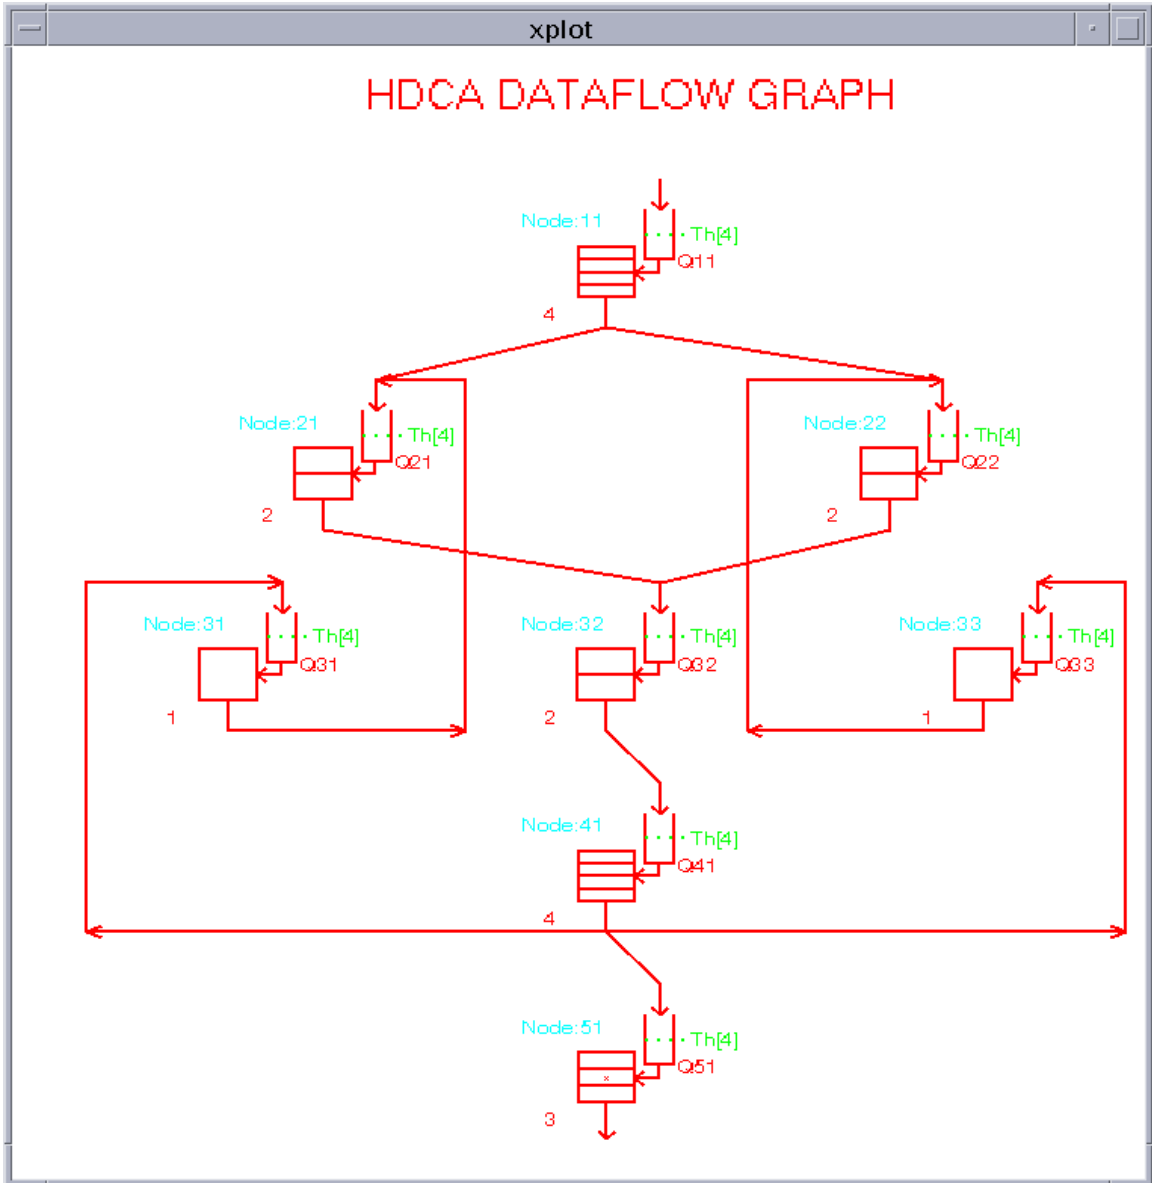 xplot
HDCA DATAFLOW GRAPH
Node:11
Th[4]
Q11
4
Node:21
Th[4]
Q21
2
Node:22
Th[4]
Q22
2
Node:31
Th[4]
Q31
1
Node:32
Th[4]
Q32
2
Node:33
Th[4]
Q33
1
Node:41
Th[4]
Q41
4
Node:51
Th[4]
Q51
x
3